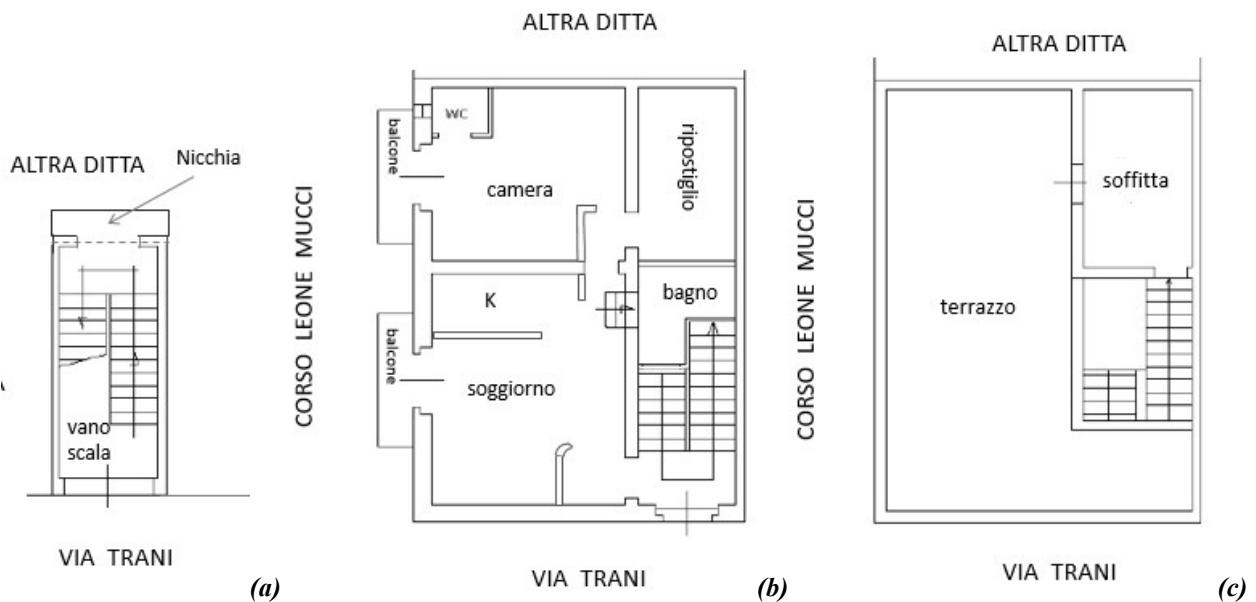 ALTRA DITTA
Nicchia
vano
scala
VIA TRANI
(a)
ALTRA DITTA
CORSO LEONE MUCCI
balcone
WC
camera
ripostiglio
K
bagno
balcone
soggiorno
VIA TRANI
(b)
ALTRA DITTA
CORSO LEONE MUCCI
soffitta
terrazzo
VIA TRANI
(c)